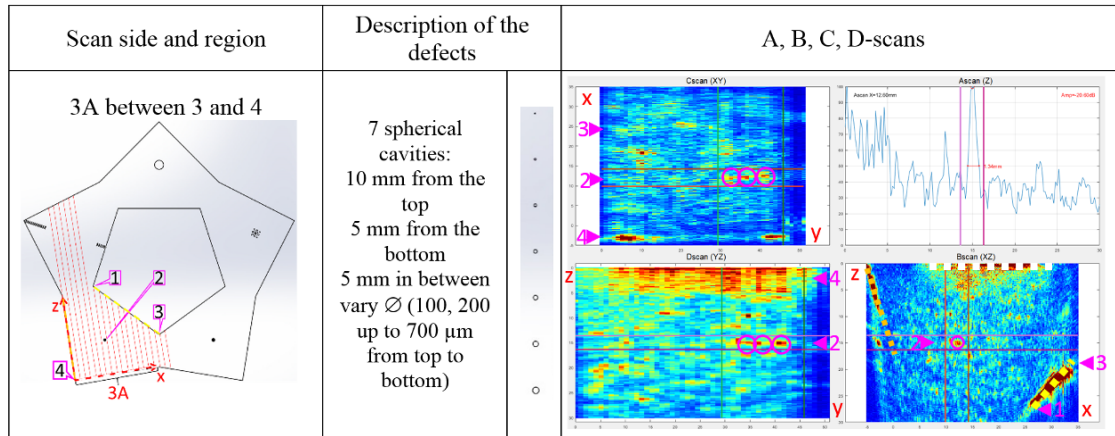 Scan side and region
Description of the
defects
A, B, C, D-scans
3A between 3 and 4
1
2
3
4
z
x
3A
7 spherical
cavities:
10 mm from the
top
5 mm from the
bottom
5 mm in between
vary Ø (100, 200
up to 700 µm
from top to
bottom)
Cscan (XY)
x
3
2
4
y
Ascan (Z)
Ascan X=12.00mm
Dscan (YZ)
z
4
2
y
Bscan (XZ)
z
2
3
1
x